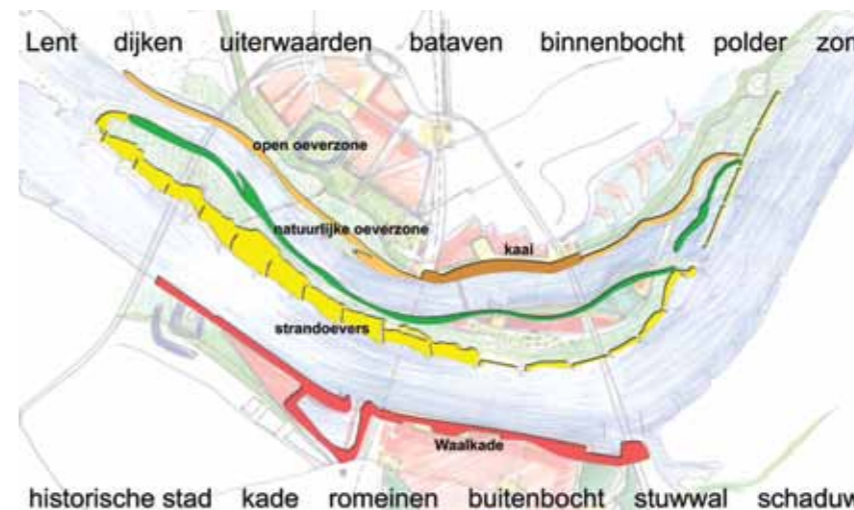 Lent dijken uiterwaarden bataven binnenbocht polder zon
open oeverzone
natuurlijke oeverzone
kaai
strandoevers
Waalkade
historische stad kade romeinen buitenbocht stuwwal schaduw